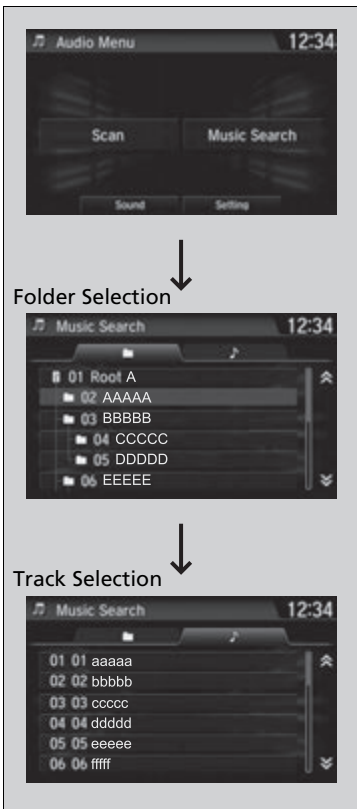 Audio Menu 12:34
Scan Music Search
Sound Setting
Folder Selection
Music Search 12:34
01 Root A
02 AAAAA
03 BBBBB
04 CCCCC
05 DDDDD
06 EEEEE
Track Selection
Music Search 12:34
01 01 aaaaa
02 02 bbbbb
03 03 ccccc
04 04 ddddd
05 05 eeeee
06 06 fffff